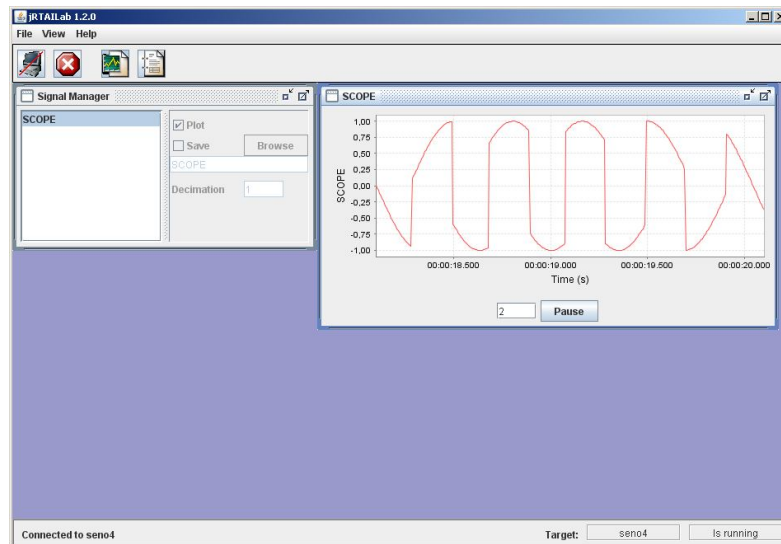 jRTAILab 1.2.0
File View Help
Signal Manager
SCOPE
Plot
Save
Browse
SCOPE
Decimation
1
SCOPE
SCOPE
1,00
0,75
0,50
0,25
0,00
-0,25
-0,50
-0,75
-1,00
00:00:18.500 00:00:19.000 00:00:19.500 00:00:20.000
Time (s)
2 Pause
Connected to seno4 Target: seno4 Is running